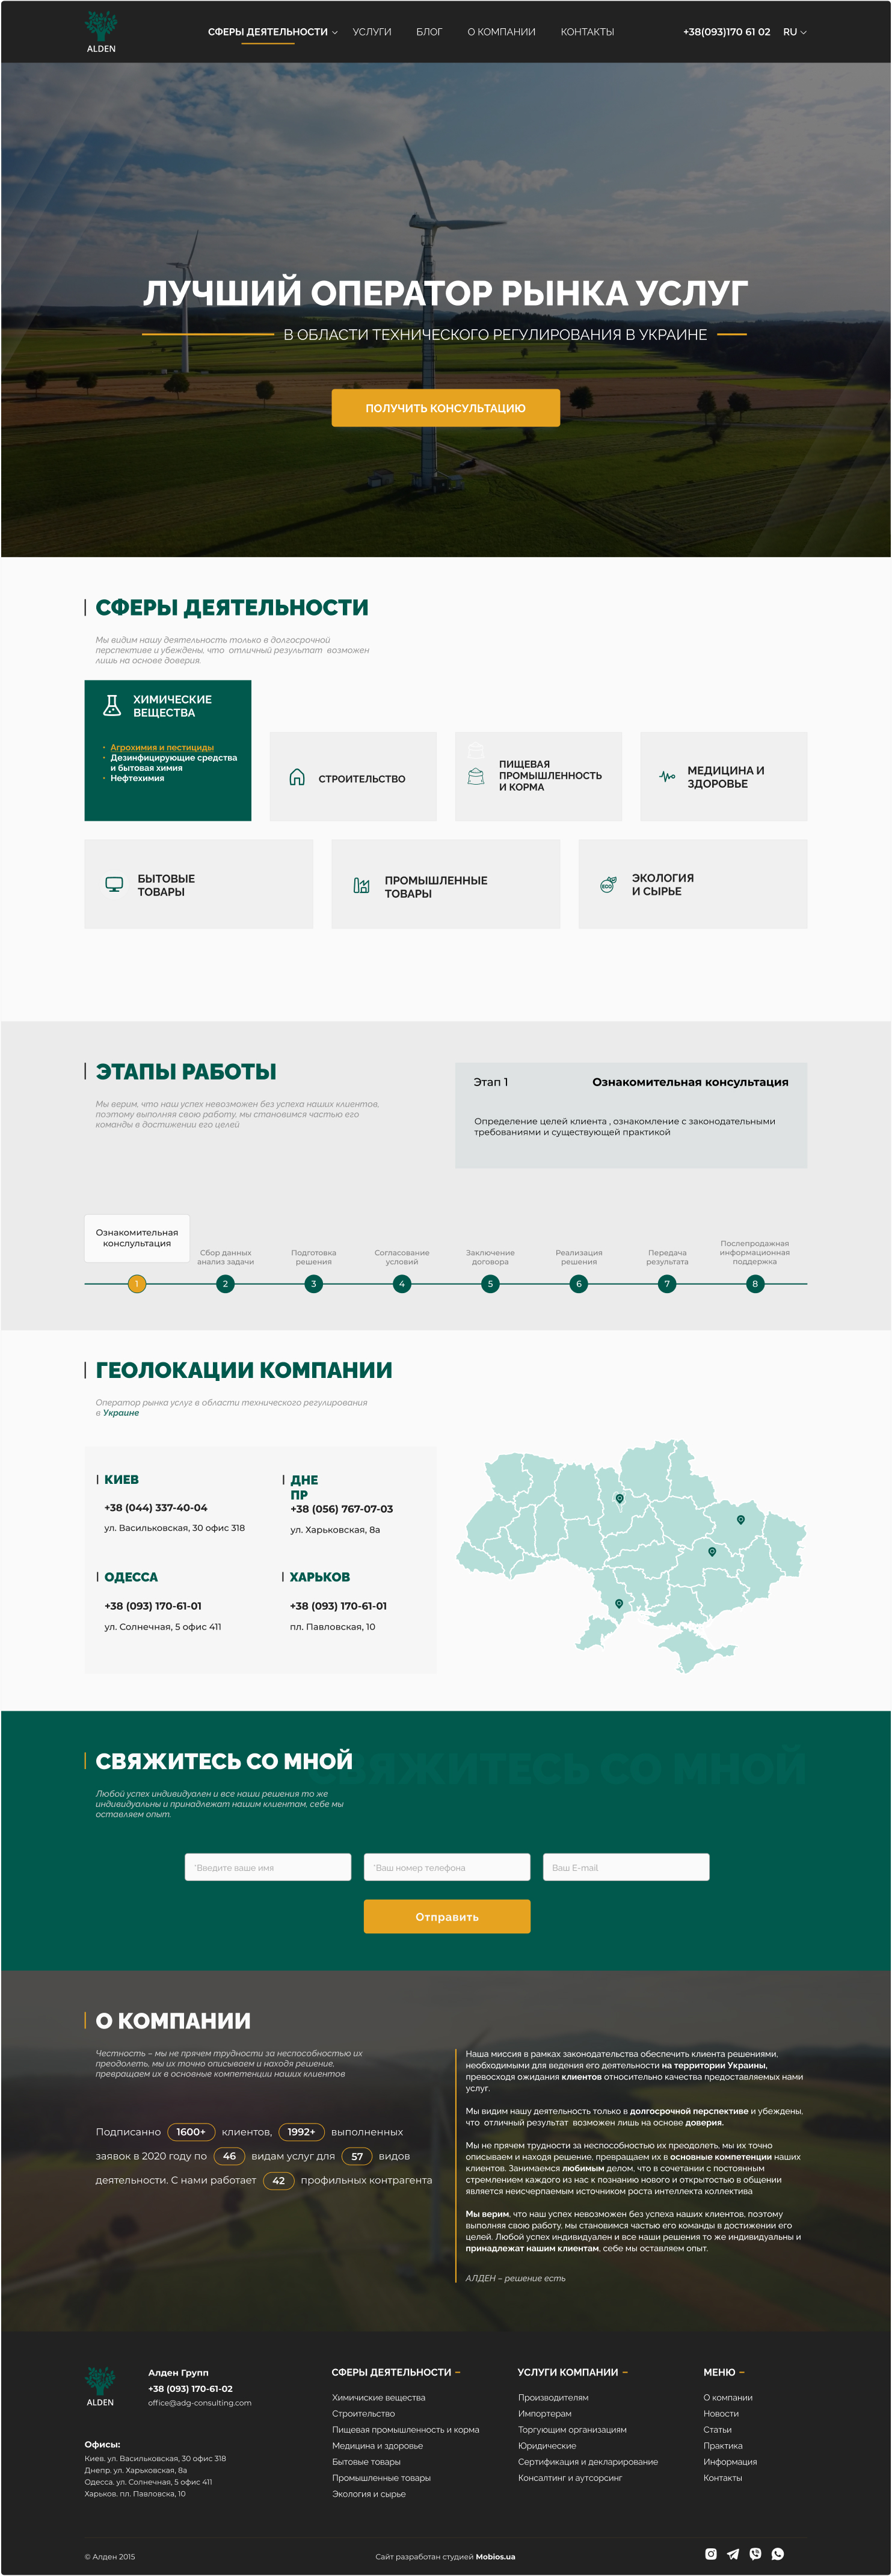 ALDEN
СФЕРЫ ДЕЯТЕЛЬНОСТИ
УСЛУГИ
БЛОГ
О КОМПАНИИ
КОНТАКТЫ
+38(093)170 61 02
RU
ЛУЧШИЙ ОПЕРАТОР РЫНКА УСЛУГ
В ОБЛАСТИ ТЕХНИЧЕСКОГО РЕГУЛИРОВАНИЯ В УКРАИНЕ
ПОЛУЧИТЬ КОНСУЛЬТАЦИЮ
СФЕРЫ ДЕЯТЕЛЬНОСТИ
Мы видим нашу деятельность только в долгосрочной
перспективе и убеждены, что отличный результат возможен
лишь на основе доверия.
ХИМИЧЕСКИЕ
ВЕЩЕСТВА
• Агрохимия и пестициды
• Дезинфицирующие средства
и бытовая химия
• Нефтехимия
СТРОИТЕЛЬСТВО
ПИЩЕВАЯ
ПРОМЫШЛЕННОСТЬ
И КОРМА
МЕДИЦИНА И
ЗДОРОВЬЕ
БЫТОВЫЕ
ТОВАРЫ
ПРОМЫШЛЕННЫЕ
ТОВАРЫ
ECO
ЭКОЛОГИЯ
И СЫРЬЕ
ЭТАПЫ РАБОТЫ
Мы верим, что наш успех невозможен без успеха наших клиентов,
поэтому выполняя свою работу, мы становимся частью его
команды в достижении его целей
Этап 1
Ознакомительная консультация
Определение целей клиента , ознакомление с законодательными
требованиями и существующей практикой
Ознакомительная
консльультация
Сбор данных
анализ задачи
Подготовка
решения
Согласование
условий
Заключение
договора
Реализация
решения
Передача
результата
Послепродажная
информационная
поддержка
1
2
3
4
5
6
7
8
ГЕОЛОКАЦИИ КОМПАНИИ
Оператор рынка услуг в области технического регулирования
в Украине
КИЕВ
+38 (044) 337-40-04
ул. Васильковская, 30 офис 318
ДНЕ
ПР
+38 (056) 767-07-03
ул. Харьковская, 8а
ОДЕССА
+38 (093) 170-61-01
ул. Солнечная, 5 офис 411
ХАРЬКОВ
+38 (093) 170-61-01
пл. Павловская, 10
СВЯЖИТЕСЬ СО МНОЙ
ВЯЖИТЕСЬ СО МНОЙ
Любой успех индивидуален и все наши решения то же
индивидуальны и принадлежат нашим клиентам, себе мы
оставляем опыт.
*Введите ваше имя
*Ваш номер телефона
Ваш E-mail
Отправить
О КОМПАНИИ
Честность – мы не прячем трудности за неспособностью их
преодолеть, мы их точно описываем и находя решение,
превращаем их в основные компетенции наших клиентов
Подписанно 1600+ клиентов, 1992+ выполненных
заявок в 2020 году по 46 видам услуг для 57 видов
деятельности. С нами работает 42 профильных контрагента
Наша миссия в рамках законодательства обеспечить клиента решениями,
необходимыми для ведения его деятельности на территории Украины,
превосходя ожидания клиентов относительно качества предоставляемых нами
услуг.
Мы видим нашу деятельность только в долгосрочной перспективе и убеждены,
что отличный результат возможен лишь на основе доверия.
Мы не прячем трудности за неспособностью их преодолеть, мы их точно
описываем и находя решение, превращаем их в основные компетенции наших
клиентов. Занимаемся любимым делом, что в сочетании с постоянным
стремлением каждого из нас к познанию нового и открытостью в общении
является неисчерпаемым источником роста интеллекта коллектива
Мы верим, что наш успех невозможен без успеха наших клиентов, поэтому
выполняя свою работу, мы становимся частью его команды в достижении его
целей. Любой успех индивидуален и все наши решения то же индивидуальны и
принадлежат нашим клиентам, себе мы оставляем опыт.
АЛДЕН – решение есть
ALDEN
Алден Групп
+38 (093) 170-61-02
office@adg-consulting.com
Офисы:
Киев. ул. Васильковская, 30 офис 318
Днепр. ул. Харьковская, 8а
Одесса. ул. Солнечная, 5 офис 411
Харьков. пл. Павловска, 10
СФЕРЫ ДЕЯТЕЛЬНОСТИ –
Химичиские вещества
Строительство
Пищевая промышленность и корма
Медицина и здоровье
Бытовые товары
Промышленные товары
Экология и сырье
УСЛУГИ КОМПАНИИ –
Производителям
Импортерам
Торгующим организациям
Юридические
Сертификация и декларирование
Консалтинг и аутсорсинг
МЕНЮ –
О компании
Новости
Статьи
Практика
Информация
Контакты
© Алден 2015
Сайт разработан студией Mobios.ua